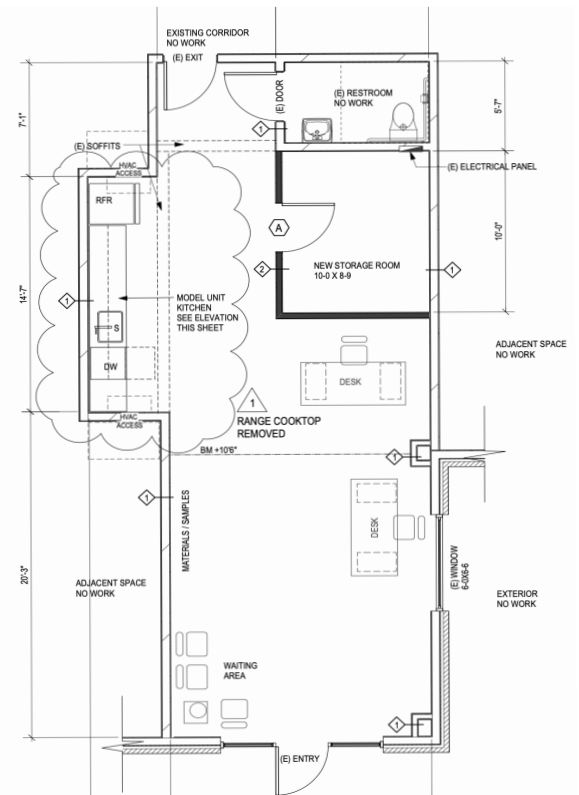 EXISTING CORRIDOR
NO WORK
(E) EXIT
(E) DOOR
(E) RESTROOM
NO WORK
7'-1"
5'-7"
1
(E) SOFFITS
HVAC
ACCESS
(E) ELECTRICAL PANEL
RFR
A
10'-0"
2
NEW STORAGE ROOM
10-0 X 8-9
1
14'-7"
1
MODEL UNIT
KITCHEN
SEE ELEVATION
THIS SHEET
S
DW
ADJACENT SPACE
NO WORK
DESK
1
RANGE COOKTOP
REMOVED
HVAC
ACCESS
BM +10'6"
1
1
MATERIALS / SAMPLES
DESK
20'-3"
ADJACENT SPACE
NO WORK
(E) WINDOW
6-0X6-6
EXTERIOR
NO WORK
WAITING
AREA
1
(E) ENTRY